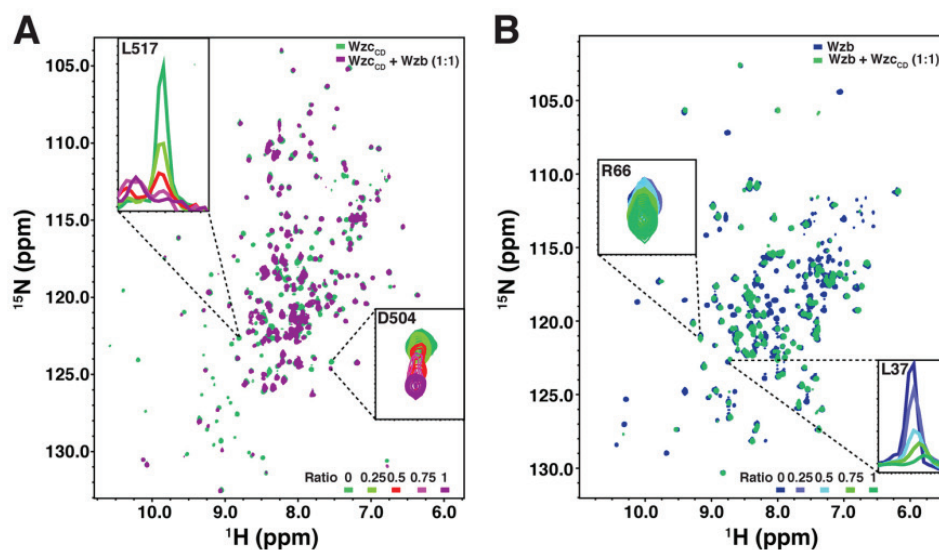 A
L517
Wzc_CD
Wzc_CD + Wzb (1:1)
105.0
110.0
115.0
120.0
125.0
130.0
¹⁵N (ppm)
D504
Ratio 0 0.25 0.5 0.75 1
10.0 9.0 8.0 7.0 6.0
¹H (ppm)
B
Wzb
Wzb + Wzc_CD (1:1)
105.0
110.0
115.0
120.0
125.0
130.0
¹⁵N (ppm)
R66
L37
Ratio 0 0.25 0.5 0.75 1
10.0 9.0 8.0 7.0 6.0
¹H (ppm)